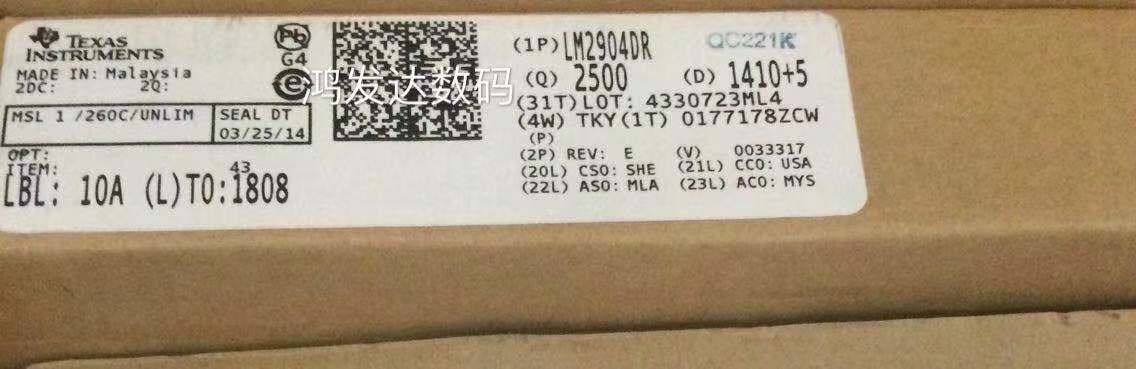 TEXAS
INSTRUMENTS
MADE IN: Malaysia
2DC: 2Q:
MSL 1 /260C/UNLIM
SEAL DT
03/25/14
OPT:
ITEM: 43
LBL: 10A (L)TO:1808
Pb
G4
e
鸿发达数码
(1P) LM2904DR
QC221K
(Q) 2500 (D) 1410+5
(31T)LOT: 4330723ML4
(4W) TKY(1T) 0177178ZCW
(P)
(2P) REV: E (V) 0033317
(20L) CSO: SHE (21L) CCO: USA
(22L) ASO: MLA (23L) ACO: MYS